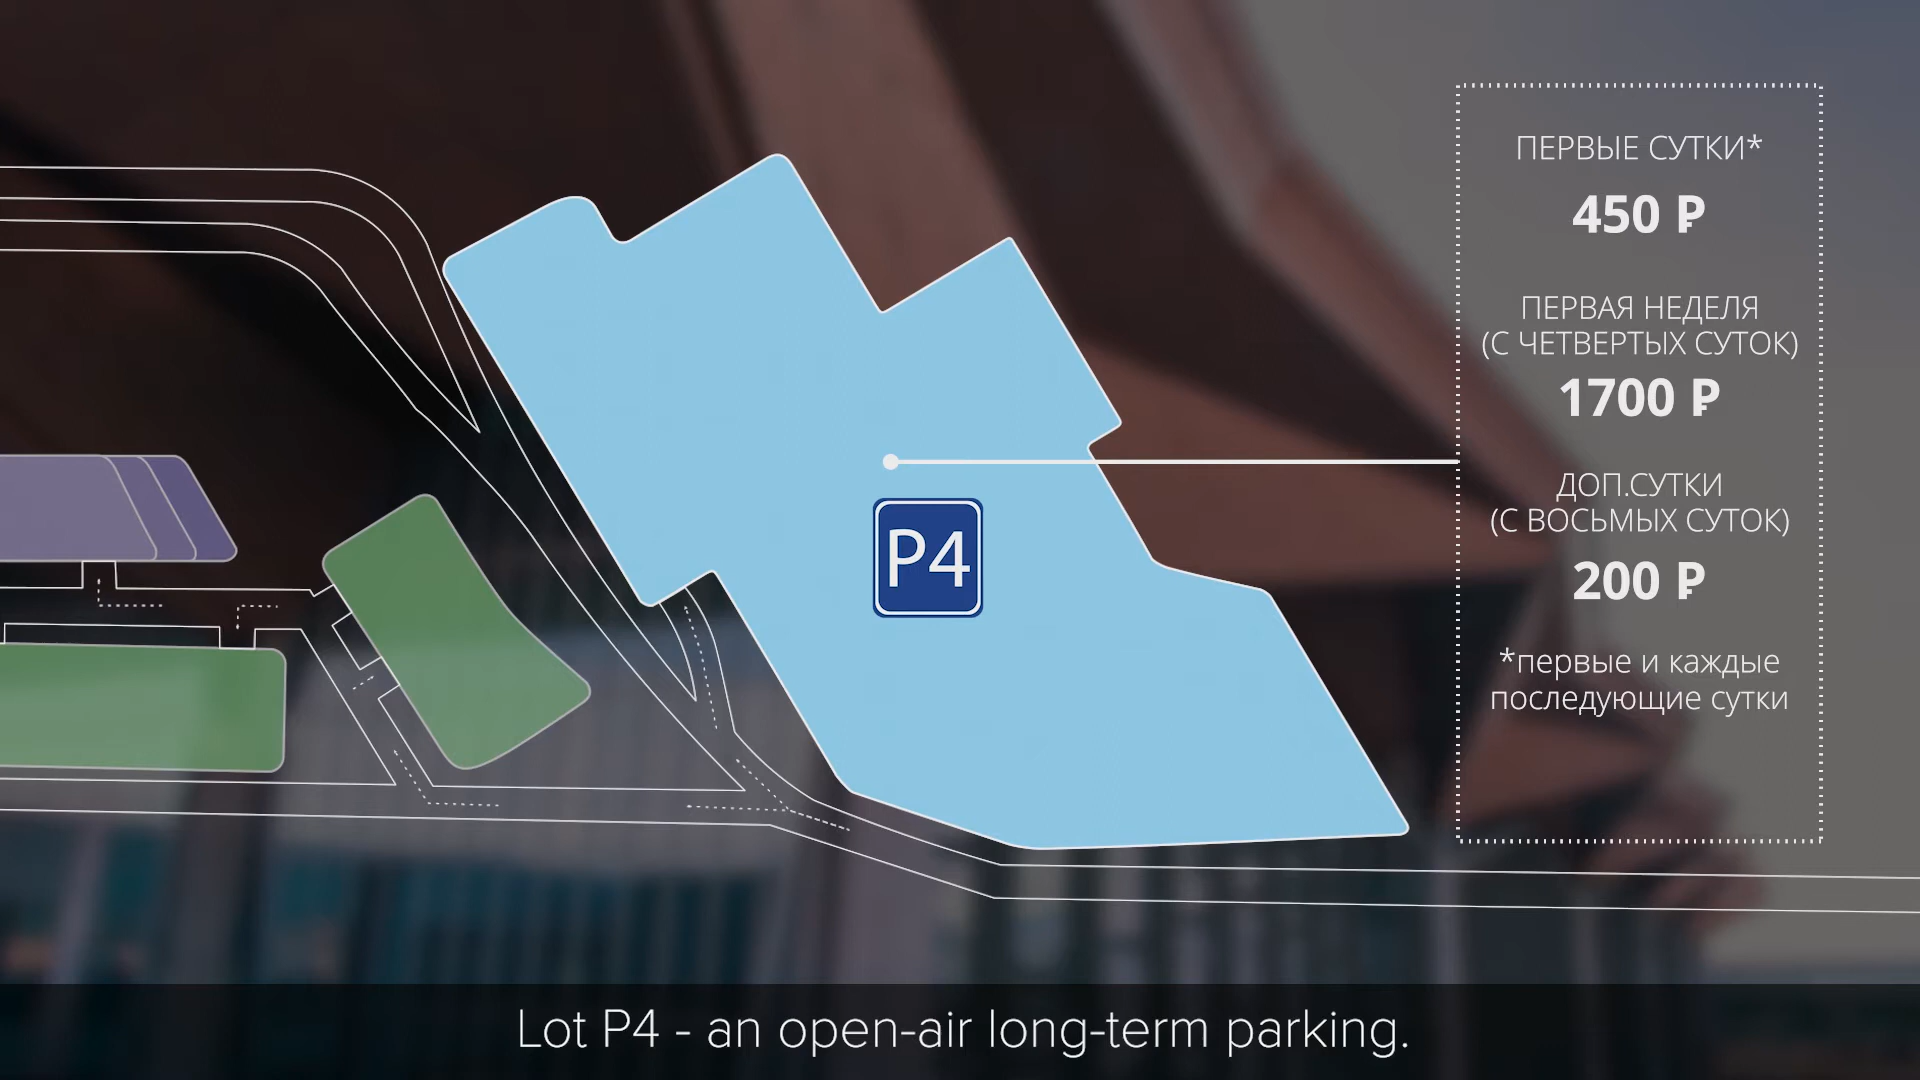 ПЕРВЫЕ СУТКИ*
450 ₽
ПЕРВАЯ НЕДЕЛЯ
(С ЧЕТВЕРТЫХ СУТОК)
1700 ₽
ДОП.СУТКИ
(С ВОСЬМЫХ СУТОК)
200 ₽
*первые и каждые
последующие сутки
P4
Lot P4 - an open-air long-term parking.